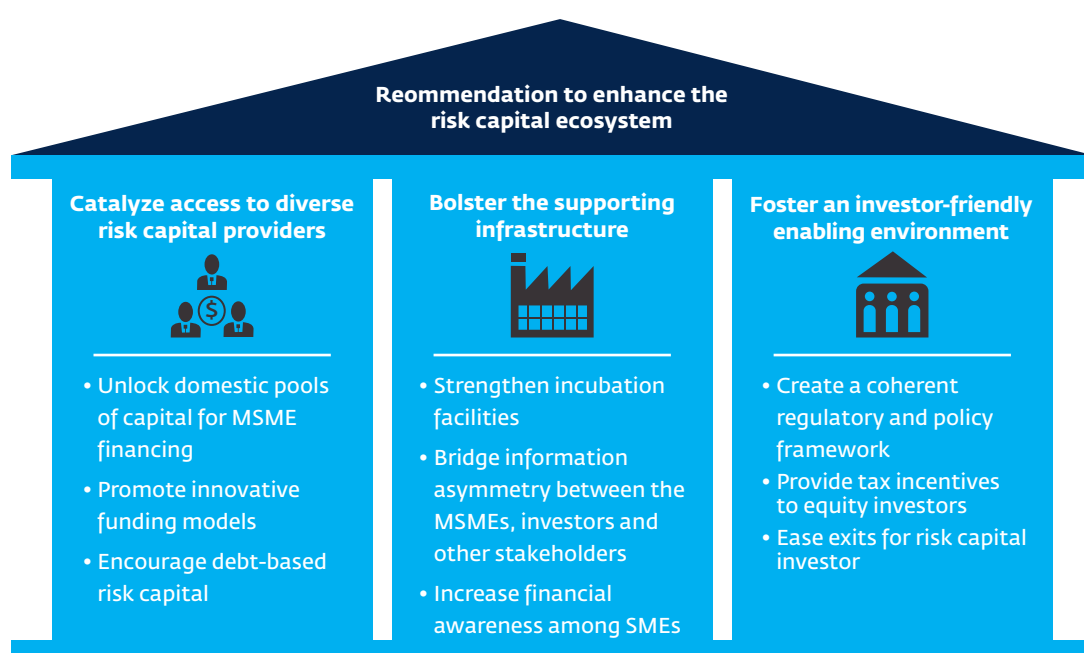 Reommendation to enhance the
risk capital ecosystem
Catalyze access to diverse
risk capital providers
$
• Unlock domestic pools
of capital for MSME
financing
• Promote innovative
funding models
• Encourage debt-based
risk capital
Bolster the supporting
infrastructure
• Strengthen incubation
facilities
• Bridge information
asymmetry between the
MSMEs, investors and
other stakeholders
• Increase financial
awareness among SMEs
Foster an investor-friendly
enabling environment
• Create a coherent
regulatory and policy
framework
• Provide tax incentives
to equity investors
• Ease exits for risk capital
investor